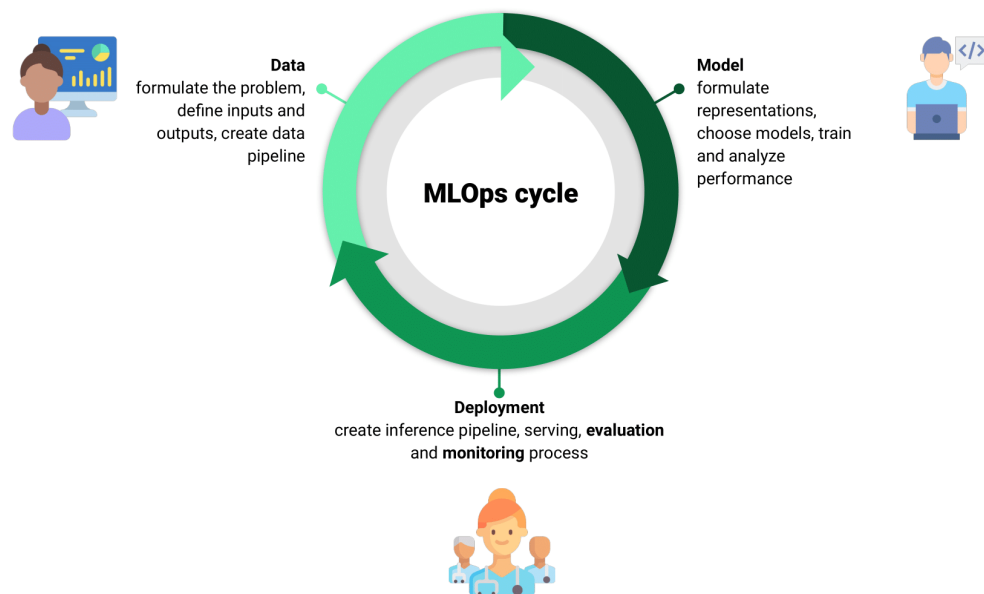 Data
formulate the problem,
define inputs and
outputs, create data
pipeline
Model
formulate
representations,
choose models, train
and analyze
performance
</>
MLOps cycle
Deployment
create inference pipeline, serving, evaluation
and monitoring process